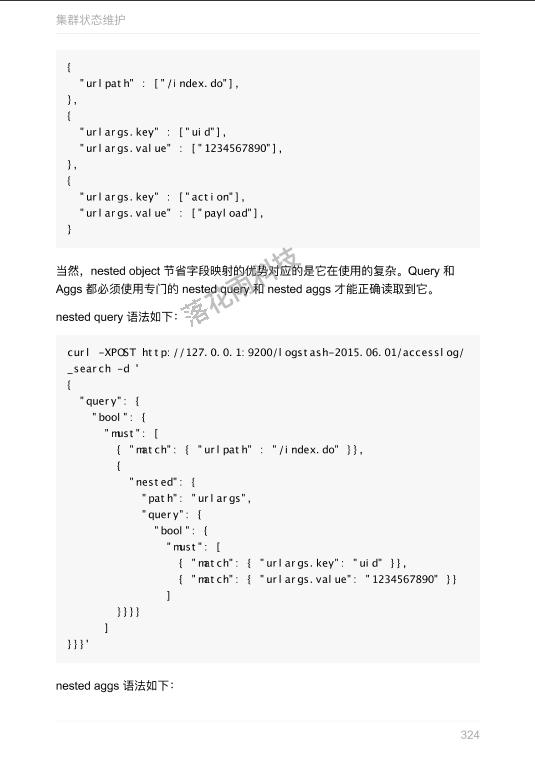 集群状态维护
{
  "urlpath" : ["/index.do"],
},
{
  "urlargs.key" : ["uid"],
  "urlargs.value" : ["1234567890"],
},
{
  "urlargs.key" : ["action"],
  "urlargs.value" : ["payload"],
}
当然，nested object 节省字段映射的优势对应的是它在使用的复杂。Query 和
Aggs 都必须使用专门的 nested query 和 nested aggs 才能正确读取到它。
nested query 语法如下：
落花雨科技
curl -XPOST http://127.0.0.1:9200/logstash-2015.06.01/accesslog/
_search -d '
{
  "query": {
    "bool": {
      "must": [
        { "match": { "urlpath" : "/index.do" }},
        {
          "nested": {
            "path": "urlargs",
            "query": {
              "bool": {
                "must": [
                  { "match": { "urlargs.key": "uid" }},
                  { "match": { "urlargs.value": "1234567890" }}
                ]
        }}}}
      ]
}}}'
nested aggs 语法如下：
324